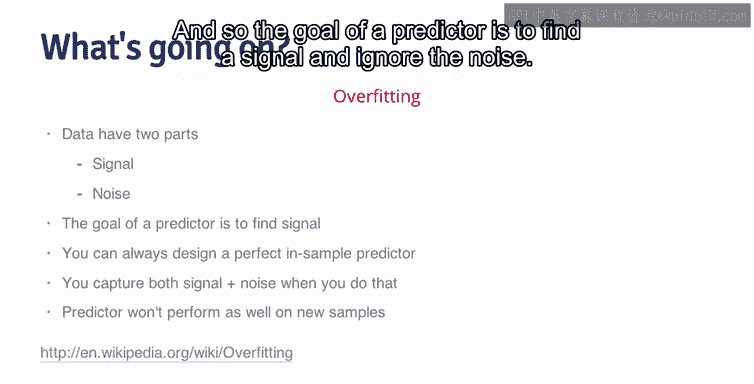 And so the goal of a predictor is to find
a signal and ignore the noise.
What's going on?
Overfitting
· Data have two parts
- Signal
- Noise
· The goal of a predictor is to find signal
· You can always design a perfect in-sample predictor
· You capture both signal + noise when you do that
· Predictor won't perform as well on new samples
http://en.wikipedia.org/wiki/Overfitting